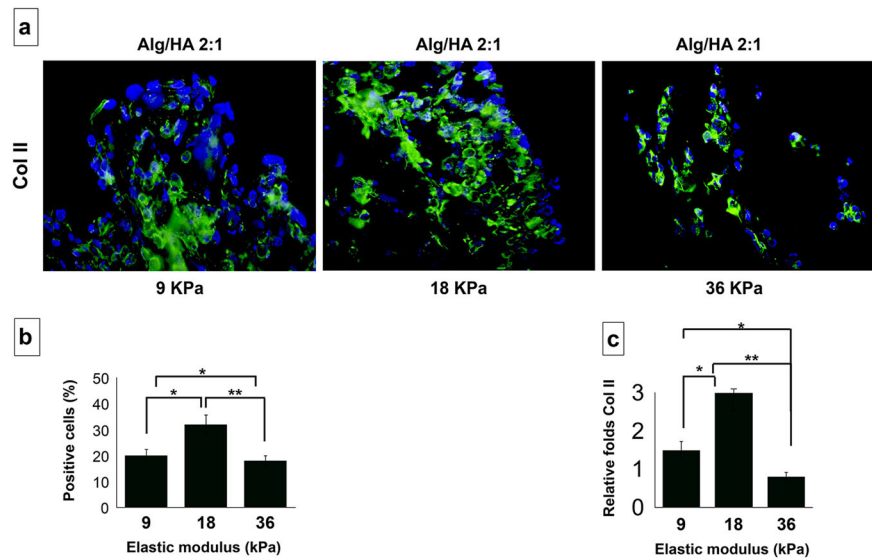 a
Alg/HA 2:1
Alg/HA 2:1
Alg/HA 2:1
Col II
9 KPa
18 KPa
36 KPa
b
*
*
**
50
40
30
20
10
0
Positive cells (%)
9
18
36
Elastic modulus (kPa)
c
*
*
**
3
2
1
0
Relative folds Col II
9
18
36
Elastic modulus (kPa)